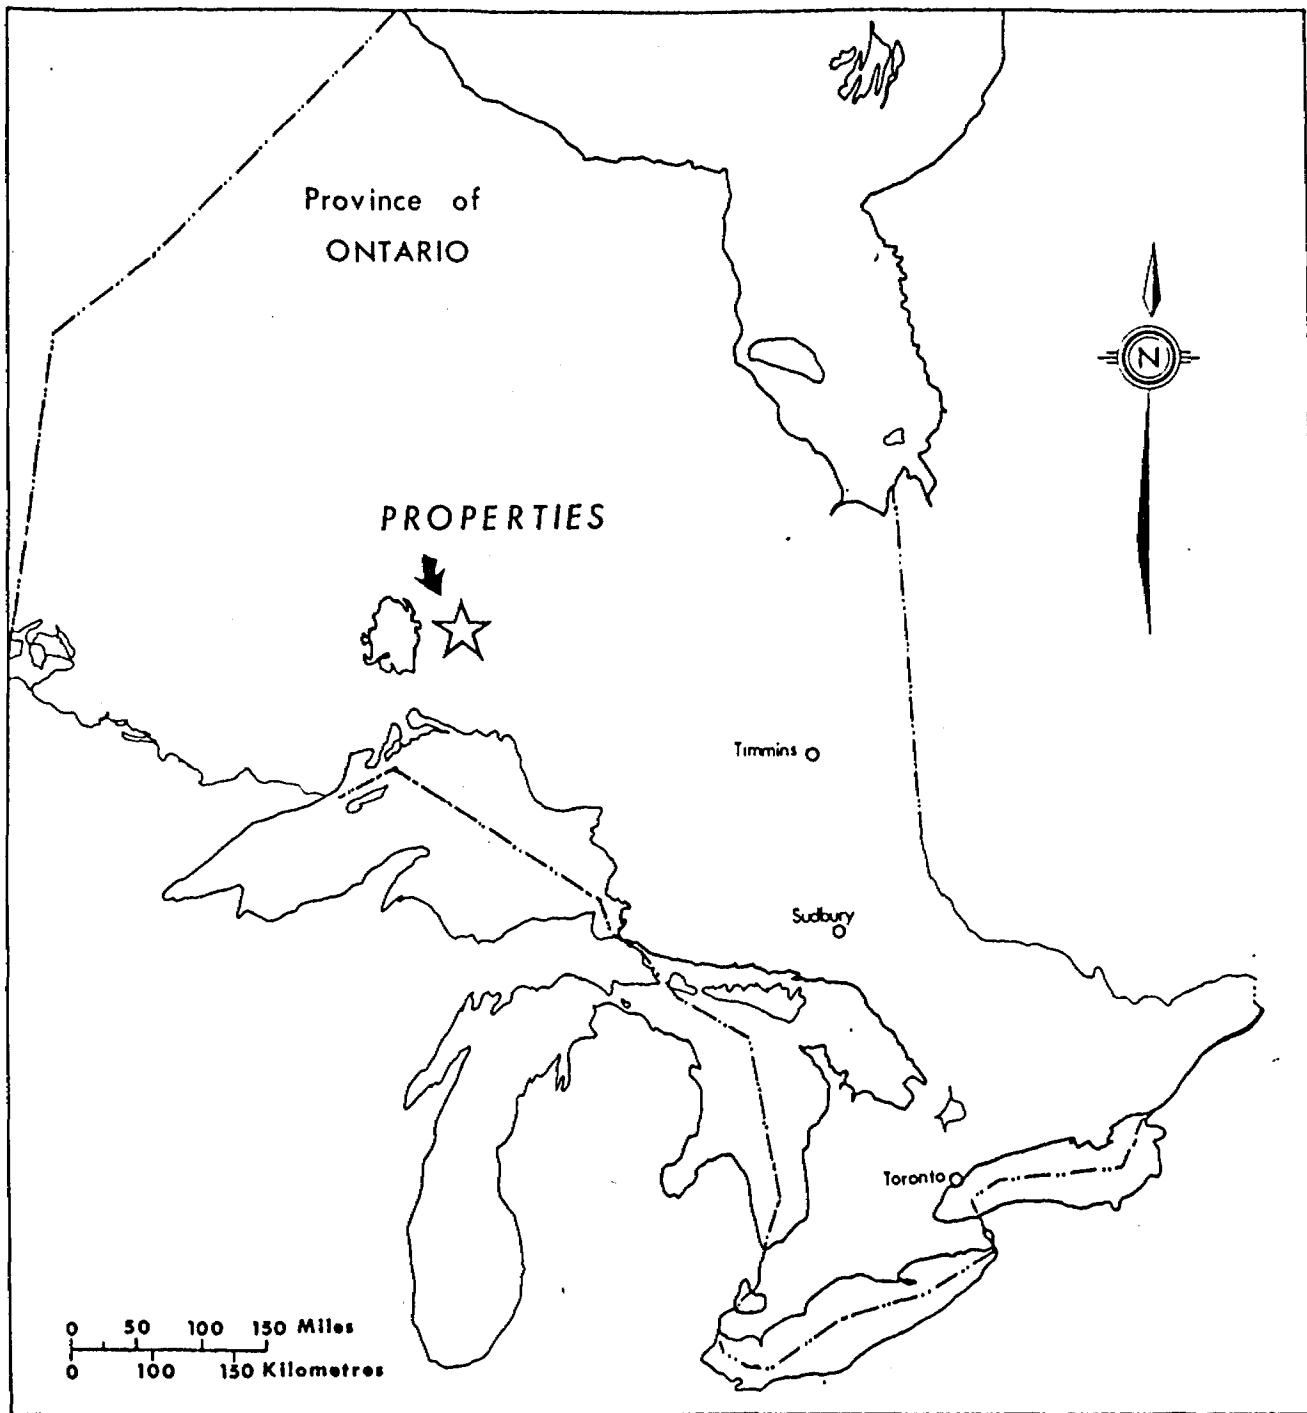 Province of
ONTARIO
N
PROPERTIES
Timmins
Sudbury
Toronto
0 50 100 150 Miles
0 100 150 Kilometres